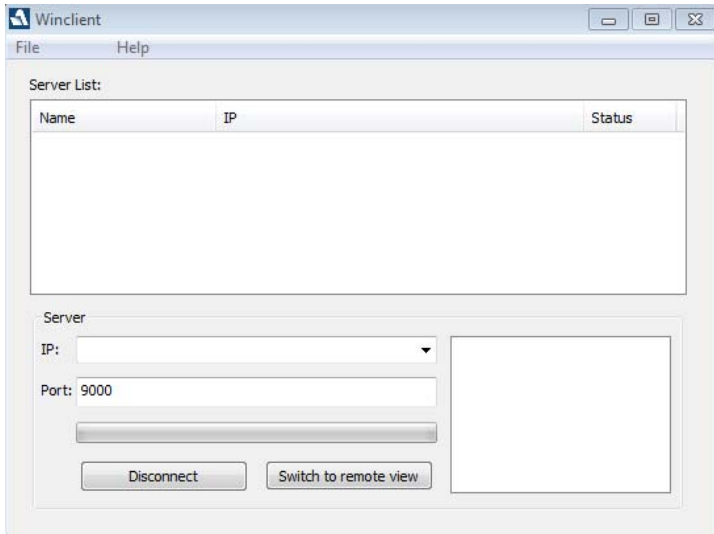 Winclient
File Help
Server List:
Name IP Status
Server
IP:
Port: 9000
Disconnect Switch to remote view